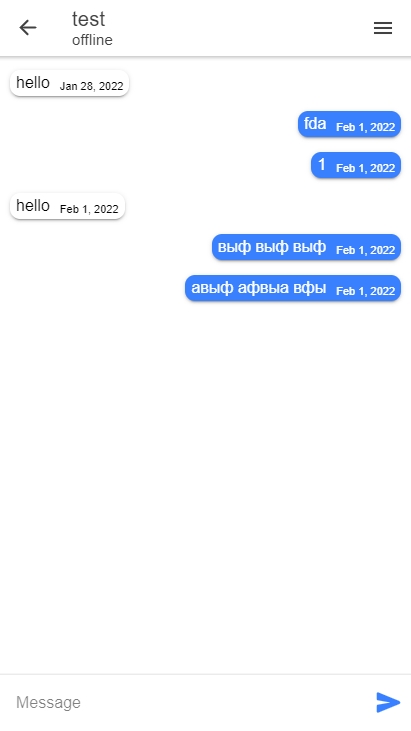 test
offline
hello Jan 28, 2022
fda Feb 1, 2022
1 Feb 1, 2022
hello Feb 1, 2022
выф выф выф Feb 1, 2022
авыф афвыа вфы Feb 1, 2022
Message